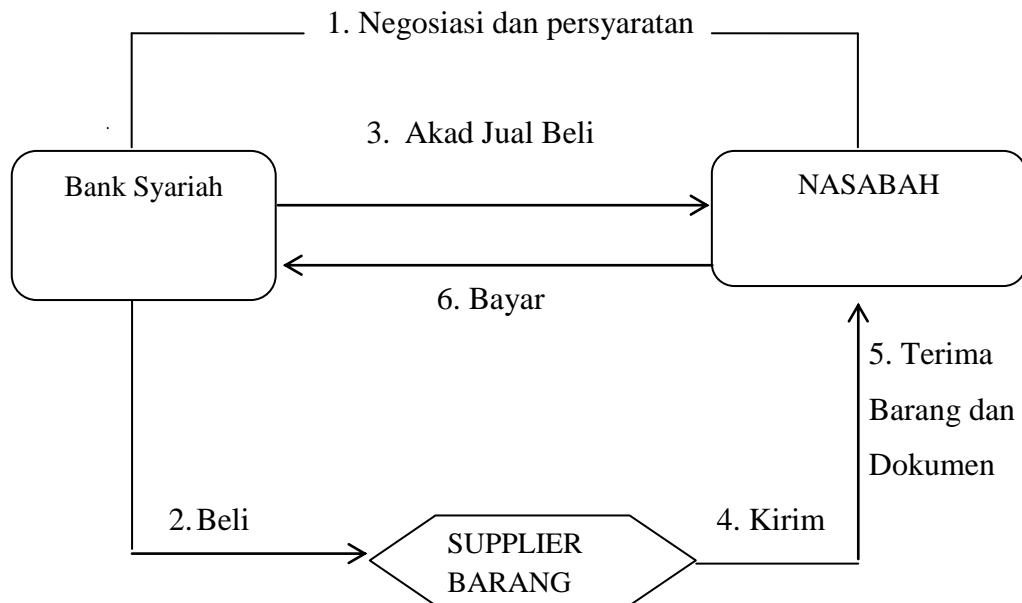 1. Negosiasi dan persyaratan
3. Akad Jual Beli
Bank Syariah
NASABAH
6. Bayar
5. Terima
Barang dan
Dokumen
2. Beli
4. Kirim
SUPPLIER
BARANG